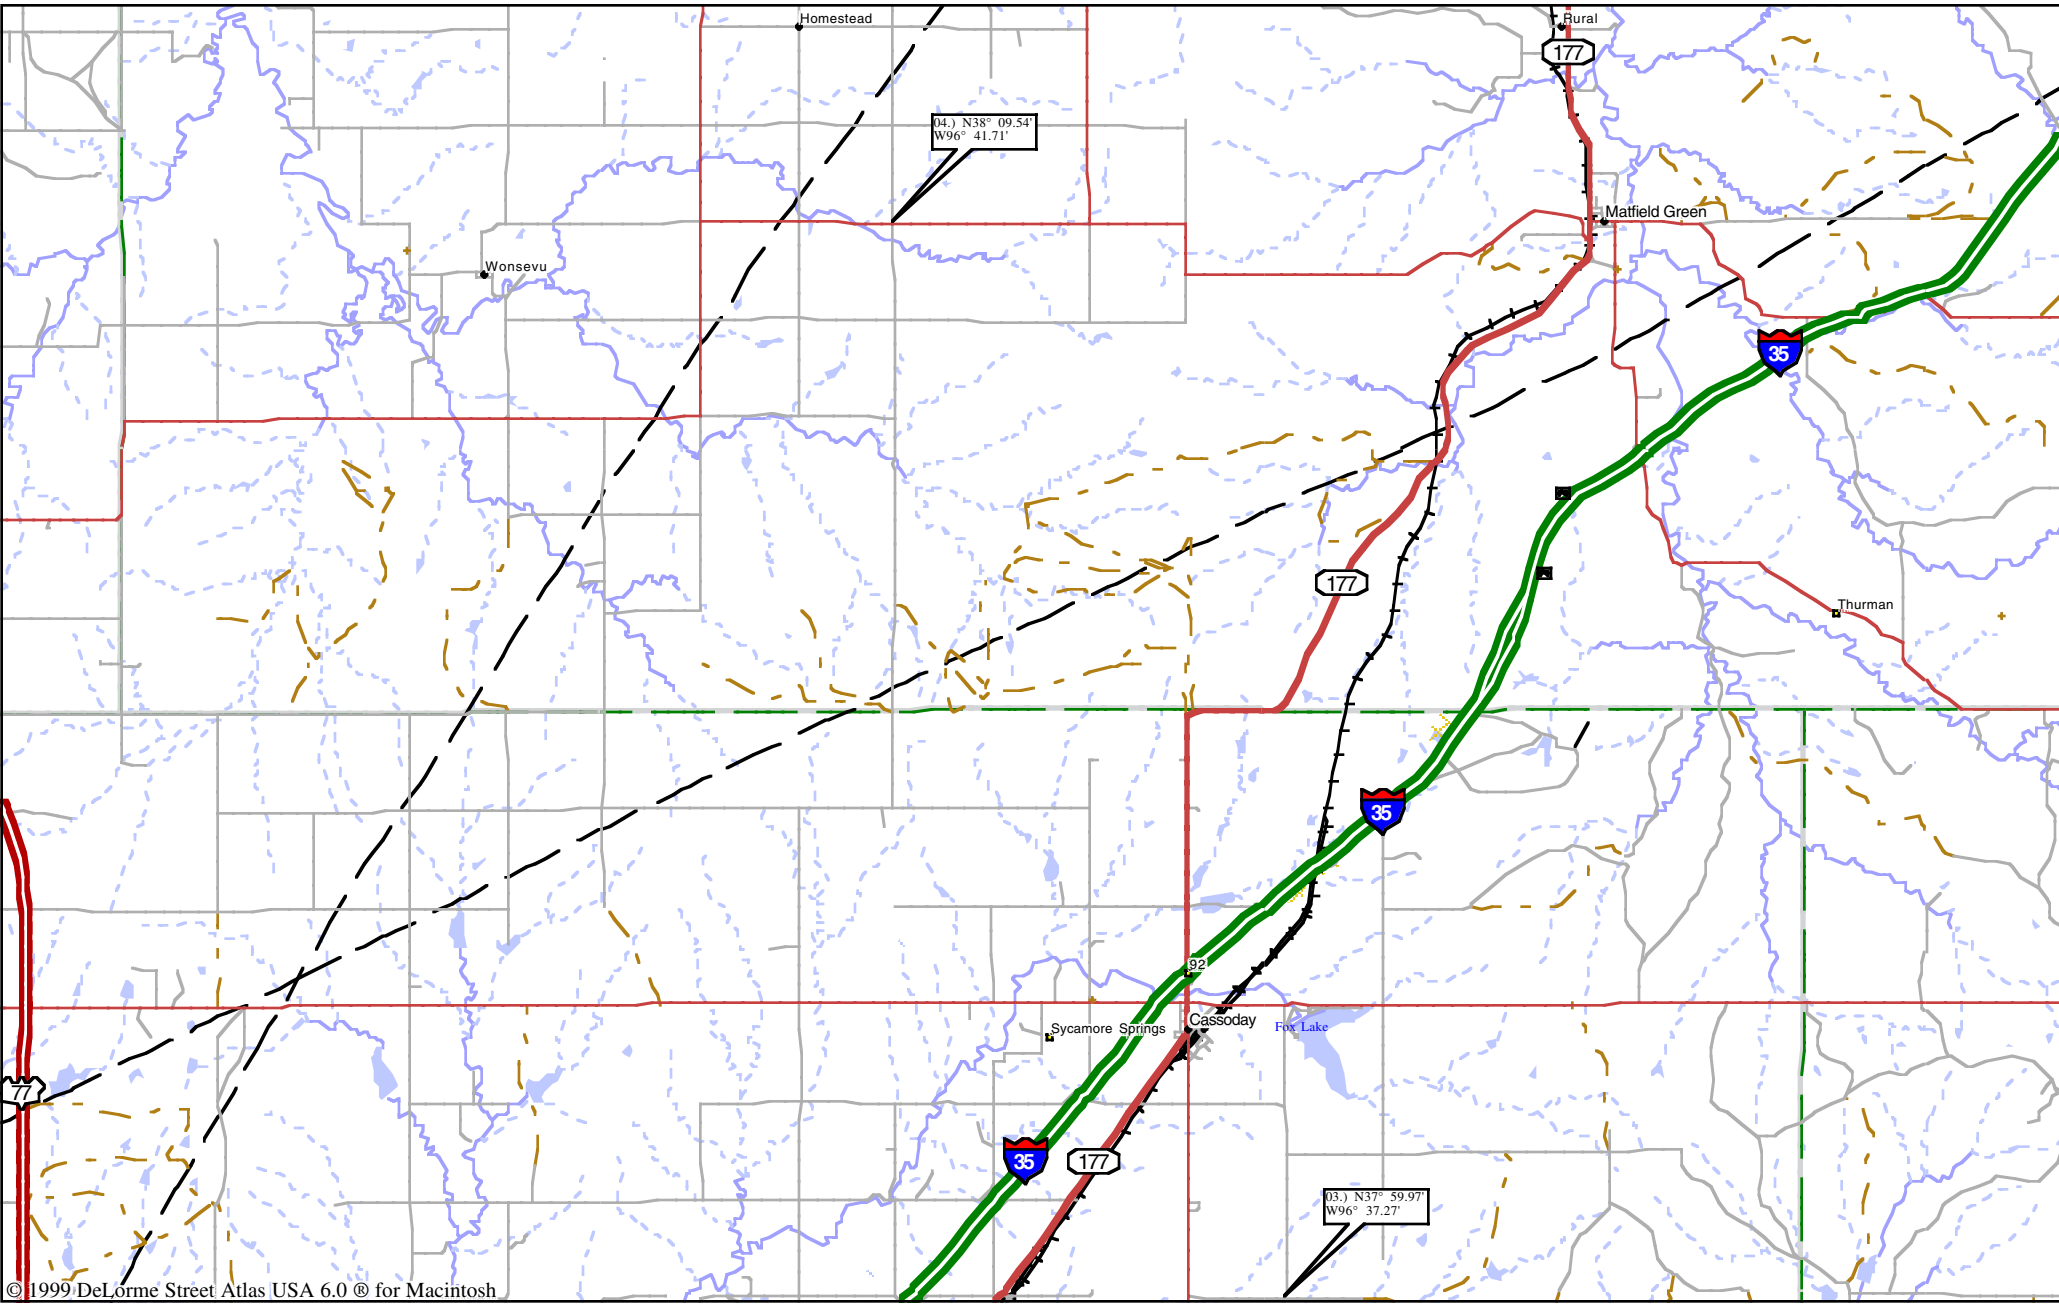 Homestead
Rural
177
04.) N38° 09.54'
W96° 41.71'
Matfield Green
Wonsevu
35
177
Thurman
35
92
Cassoday
Sycamore Springs
Fox Lake
77
35
177
03.) N37° 59.97'
W96° 37.27'
© 1999 DeLorme Street Atlas USA 6.0 ® for Macintosh